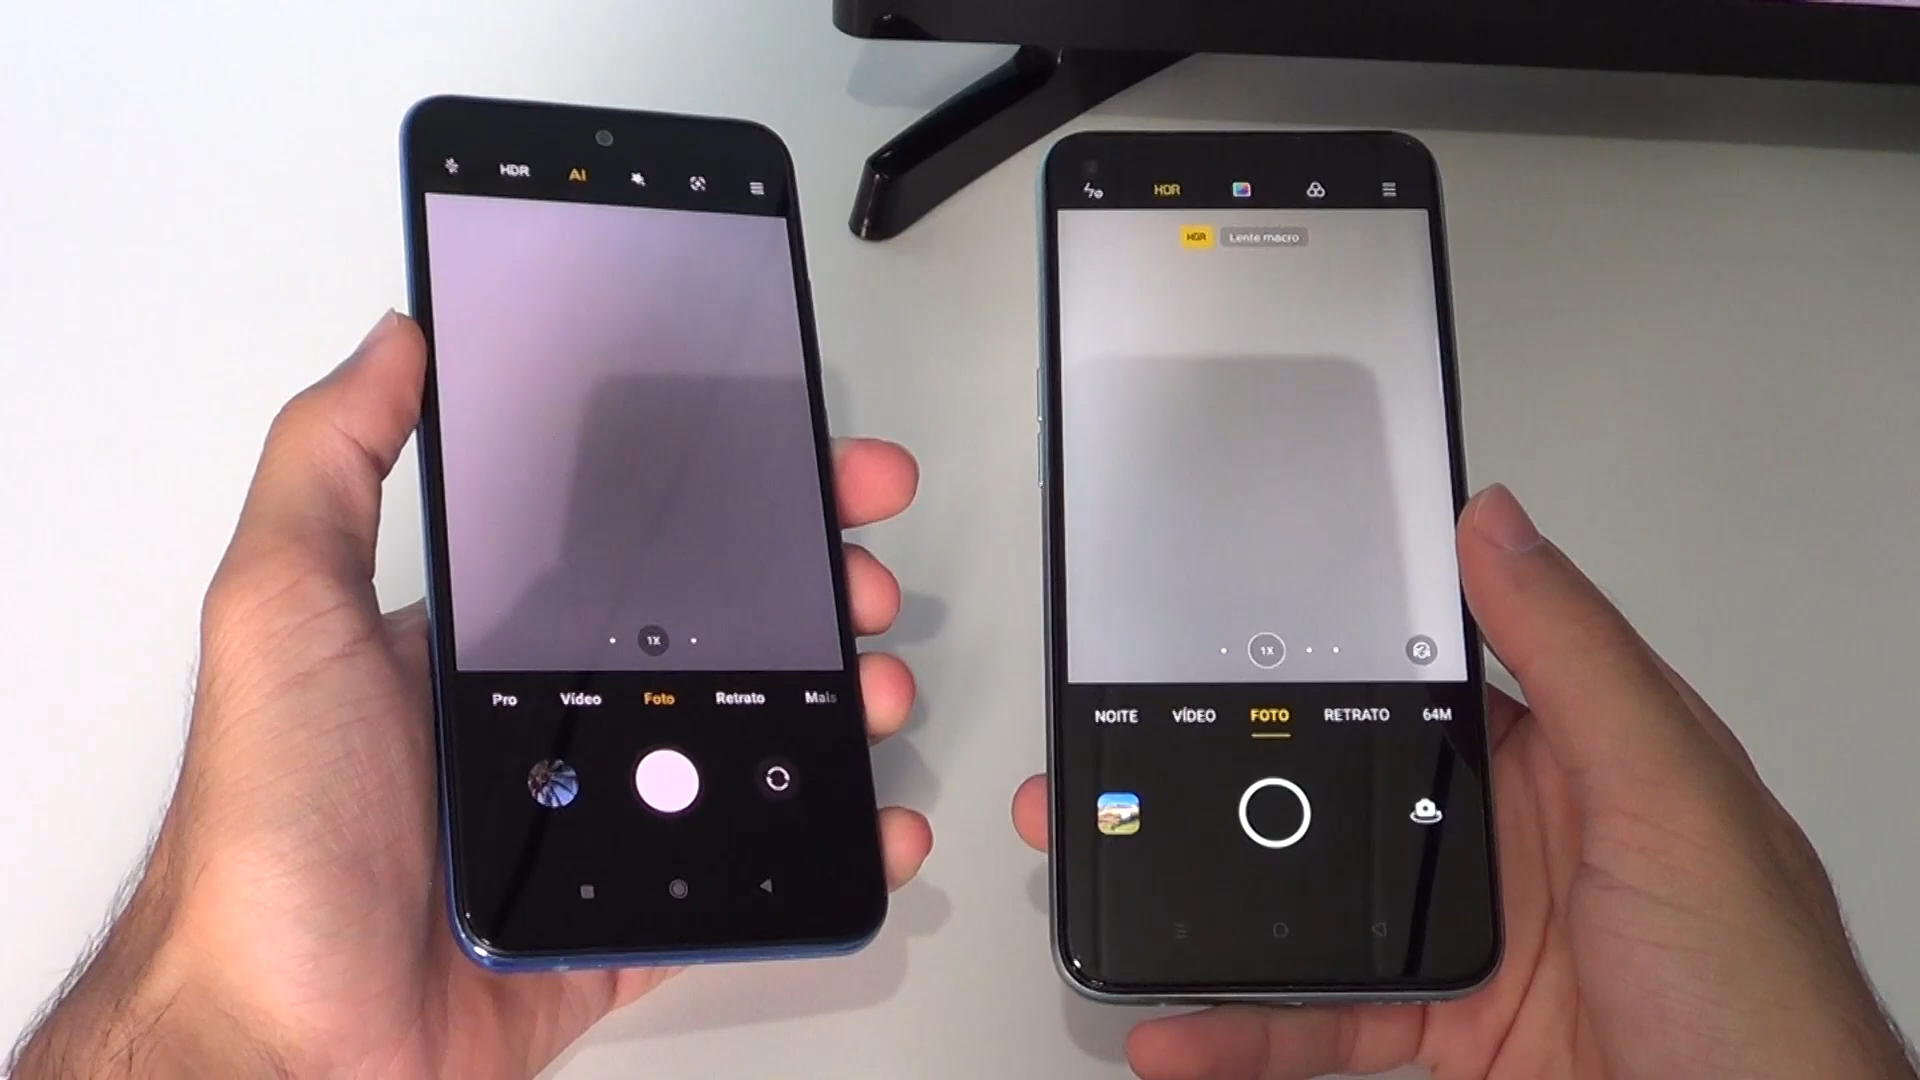 HDR AI
1X
Pro Vídeo Foto Retrato Mais
HDR
HDR Lente macro
1X
NOITE VÍDEO FOTO RETRATO 64M